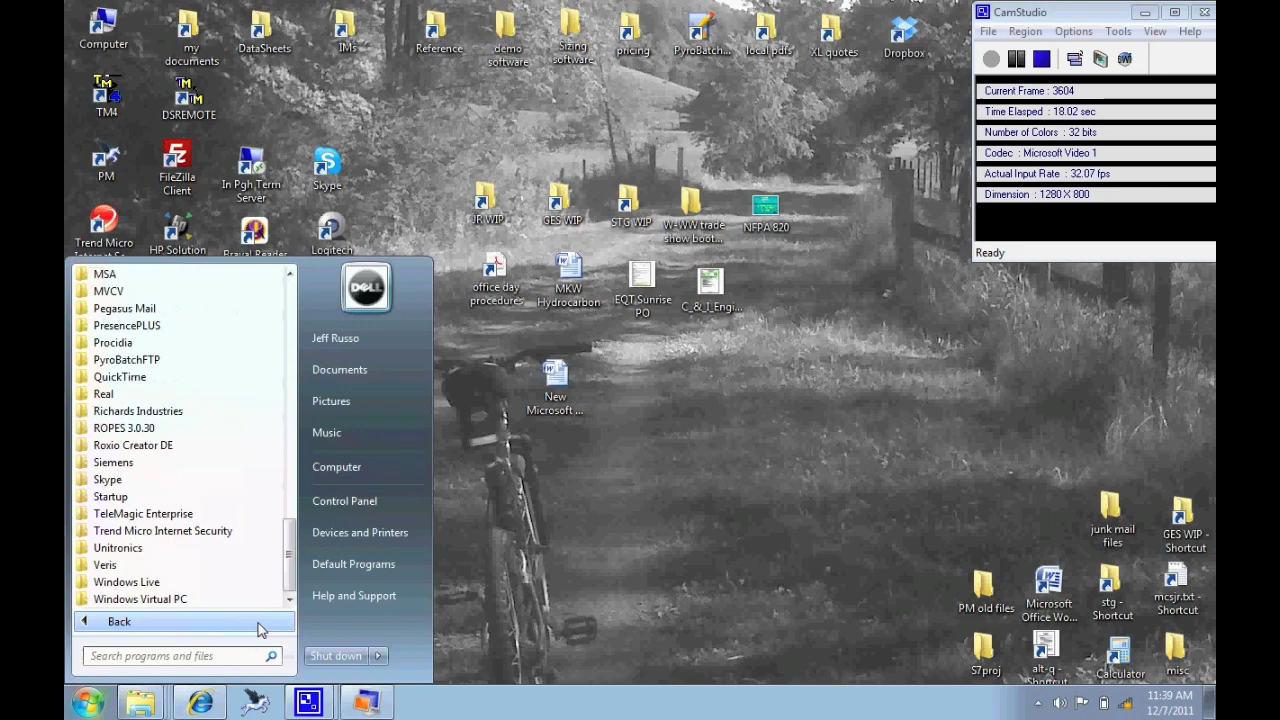 Computer
my
documents
DataSheets
IMs
Reference
demo
software
Sizing
software
pricing
PyroBatch...
local pdfs
XL quotes
Dropbox
TM4
DSREMOTE
PM
FileZilla
Client
In Pgh Term
Server
Skype
Trend Micro
HP Solution
Logitech
JR WIP
GES WIP
STG WIP
W-WW trade
show boot...
NFPA 820
office day
procedures
MKW
Hydrocarbon
EQT Sunrise
PO
C_&_I_Engi...
New
Microsoft ...
CamStudio
File Region Options Tools View Help
Current Frame : 3604
Time Elasped : 18.02 sec
Number of Colors : 32 bits
Codec : Microsoft Video 1
Actual Input Rate : 32.07 fps
Dimension : 1280 X 800
Ready
MSA
MVCV
Pegasus Mail
PresencePLUS
Procidia
PyroBatchFTP
QuickTime
Real
Richards Industries
ROPES 3.0.30
Roxio Creator DE
Siemens
Skype
Startup
TeleMagic Enterprise
Trend Micro Internet Security
Unitronics
Veris
Windows Live
Windows Virtual PC
Back
Search programs and files
DELL
Jeff Russo
Documents
Pictures
Music
Computer
Control Panel
Devices and Printers
Default Programs
Help and Support
Shut down
junk mail
files
GES WIP -
Shortcut
PM old files
Microsoft
Office Wo...
stg -
Shortcut
mcsjr.txt -
Shortcut
S7proj
alt-q -
Shortcut
Calculator
misc
11:39 AM
12/7/2011